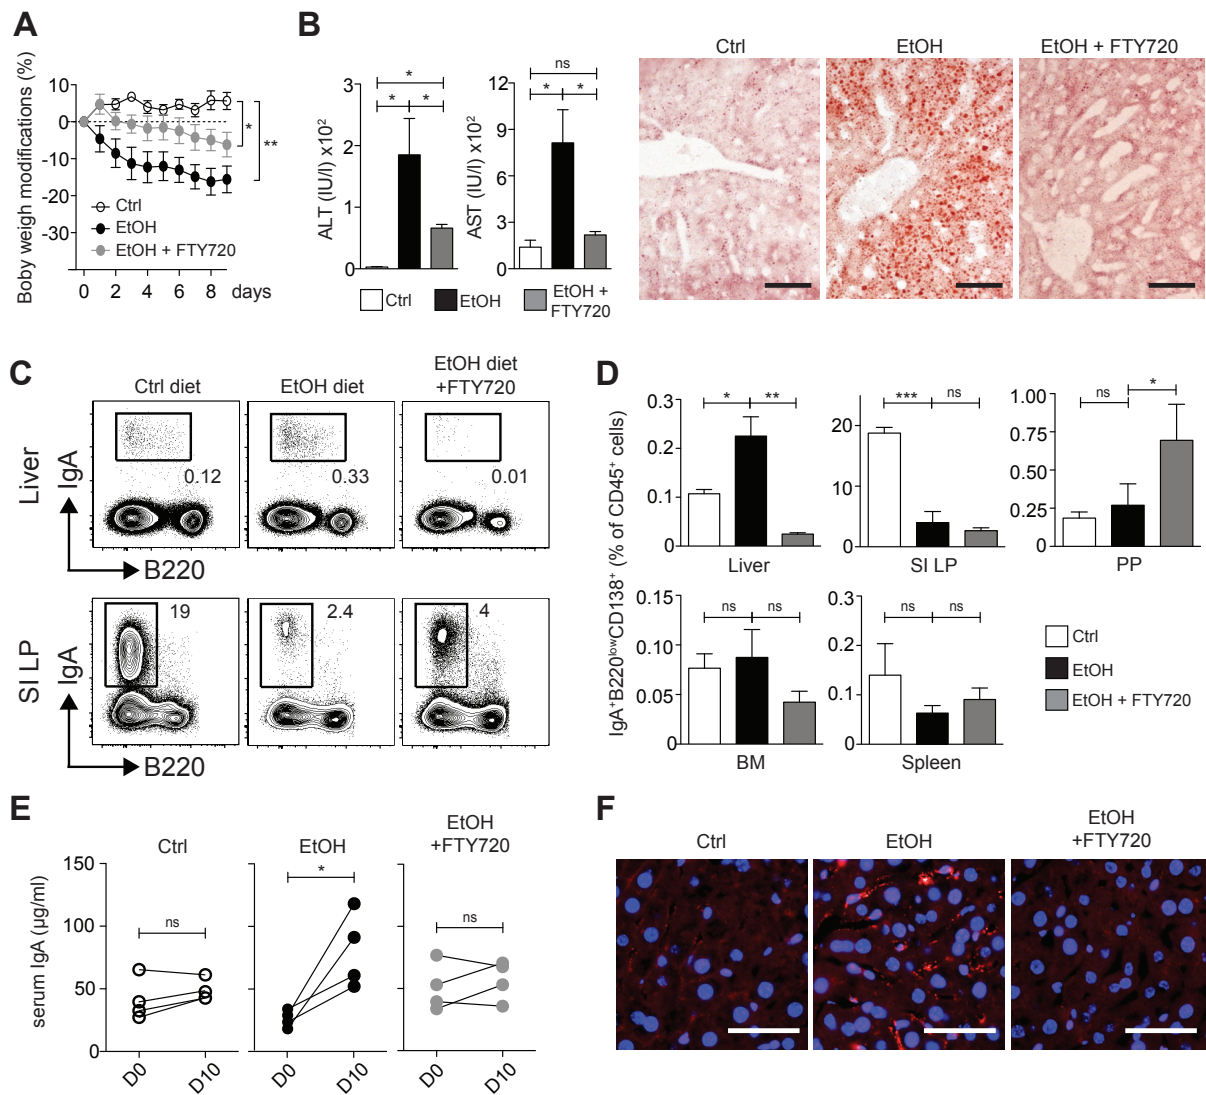 A
Boby weigh modifications (%)
10
0
-10
-20
-30
*
**
Ctrl
EtOH
EtOH + FTY720
0 2 4 6 8 days
B
ALT (IU/l) x10²
3
2
1
0
*
* *
AST (IU/l) x10²
12
9
6
3
0
ns
* *
Ctrl EtOH EtOH +
FTY720
Ctrl EtOH EtOH + FTY720
C
Ctrl diet EtOH diet EtOH diet
+FTY720
Liver
IgA
0.12 0.33 0.01
B220
SI LP
IgA
19 2.4 4
B220
D
IgA⁺B220ˡᵒʷCD138⁺ (% of CD45⁺ cells)
0.3
0.2
0.1
0
* **
Liver
20
10
0
*** ns
SI LP
1.00
0.75
0.50
0.25
0
ns *
PP
0.15
0.10
0.05
0
ns ns
BM
0.3
0.2
0.1
0
ns ns
Spleen
Ctrl
EtOH
EtOH + FTY720
E
serum IgA (µg/ml)
150
100
50
0
Ctrl EtOH EtOH
+FTY720
ns * ns
D0 D10 D0 D10 D0 D10
F
Ctrl EtOH EtOH
+FTY720